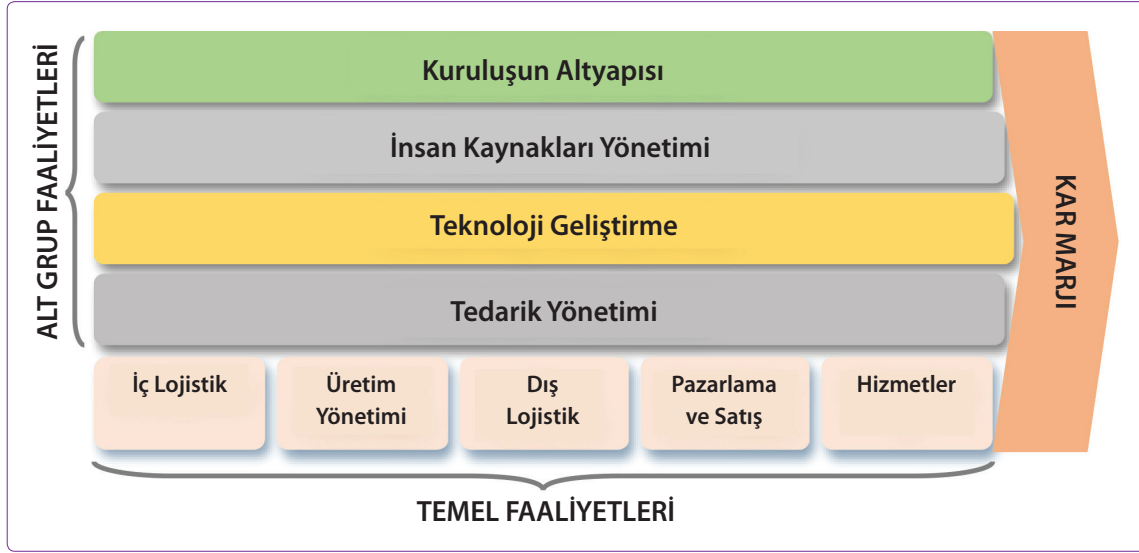 ALT GRUP FAALİYETLERİ
Kuruluşun Altyapısı
İnsan Kaynakları Yönetimi
Teknoloji Geliştirme
Tedarik Yönetimi
KAR MARJI
İç Lojistik
Üretim
Yönetimi
Dış
Lojistik
Pazarlama
ve Satış
Hizmetler
TEMEL FAALİYETLERİ